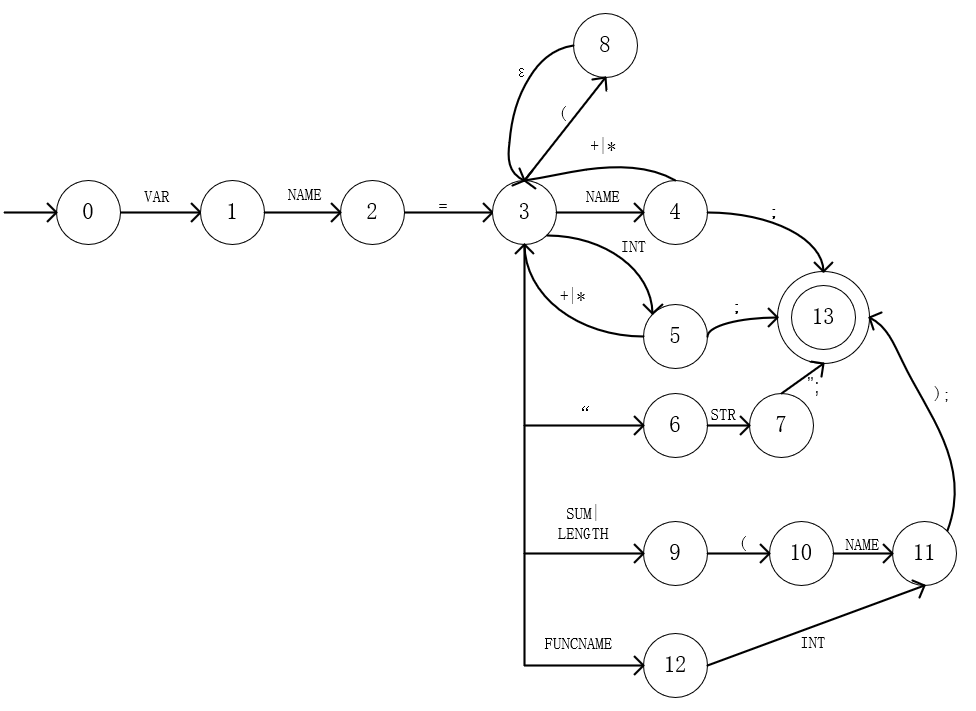 8
ε
(
+|*
VAR
NAME
=
NAME
;
0
1
2
3
4
INT
+|*
;
13
5
“
STR
”;
6
7
);
SUM|
LENGTH
(
NAME
9
10
11
FUNCNAME
INT
12